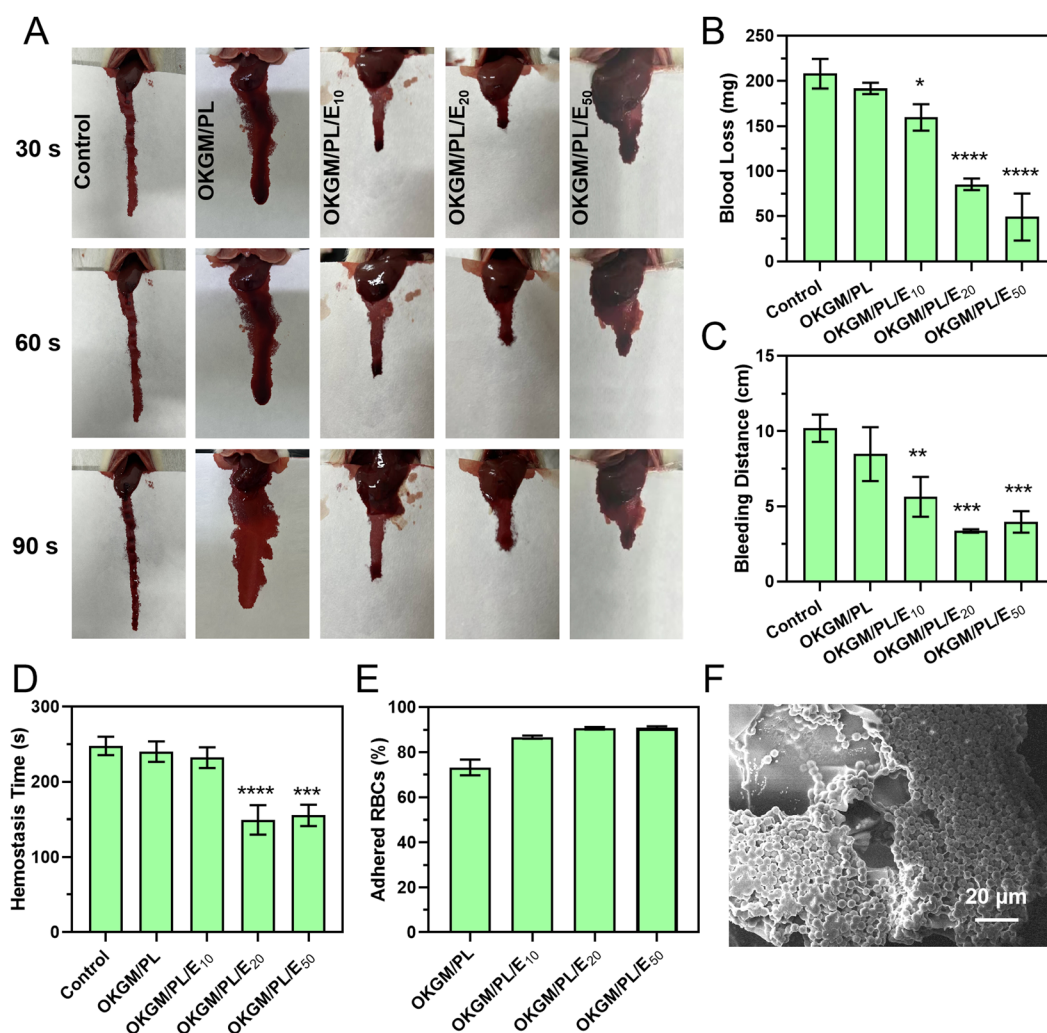 A
Control
OKGM/PL
OKGM/PL/E10
OKGM/PL/E20
OKGM/PL/E50
30 s
60 s
90 s
B
Blood Loss (mg)
250
200
150
100
50
0
*
****
****
Control
OKGM/PL
OKGM/PL/E10
OKGM/PL/E20
OKGM/PL/E50
C
Bleeding Distance (cm)
15
10
5
0
**
***
***
Control
OKGM/PL
OKGM/PL/E10
OKGM/PL/E20
OKGM/PL/E50
D
Hemostasis Time (s)
300
200
100
0
****
***
Control
OKGM/PL
OKGM/PL/E10
OKGM/PL/E20
OKGM/PL/E50
E
Adhered RBCs (%)
100
80
60
40
20
0
OKGM/PL
OKGM/PL/E10
OKGM/PL/E20
OKGM/PL/E50
F
20 μm